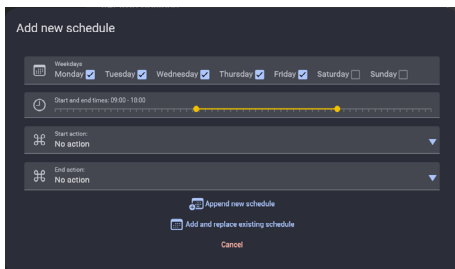 Add new schedule
Weekdays
Monday Tuesday Wednesday Thursday Friday Saturday Sunday
Start and end times: 09:00 - 18:00
Start action:
No action
End action:
No action
Append new schedule
Add and replace existing schedule
Cancel